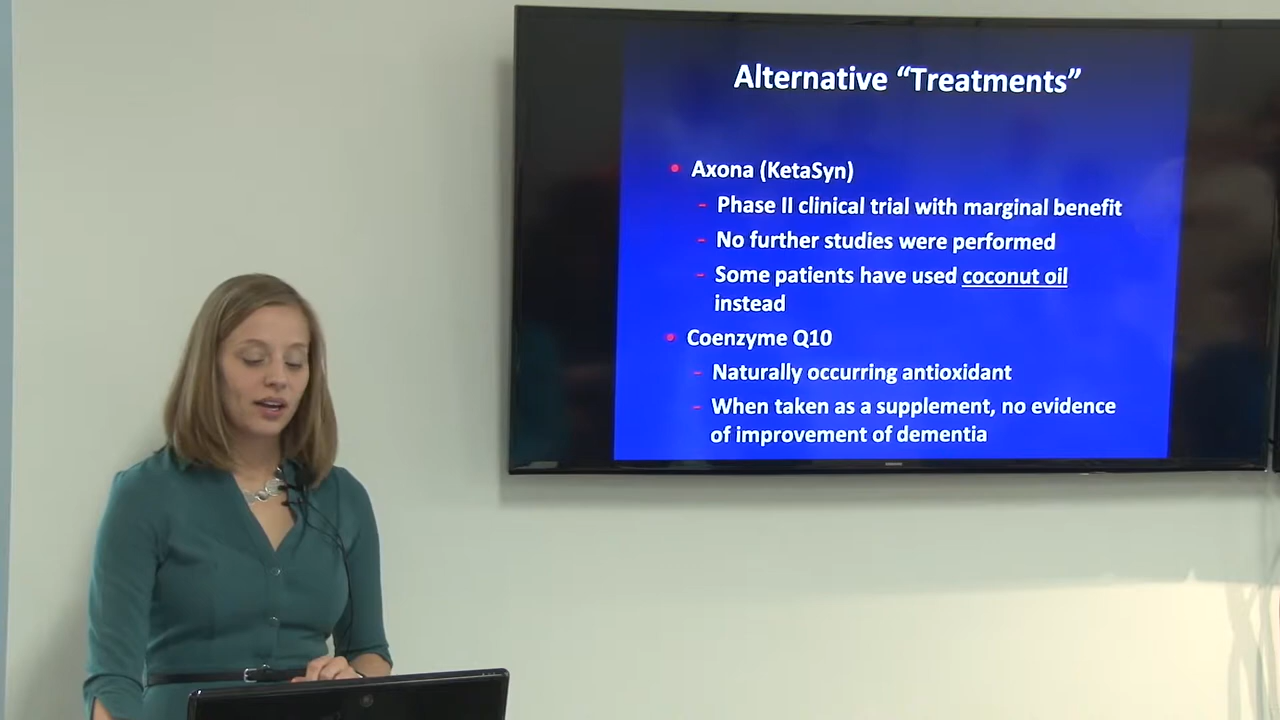 Alternative “Treatments”
Axona (KetaSyn)
- Phase II clinical trial with marginal benefit
- No further studies were performed
- Some patients have used coconut oil
instead
Coenzyme Q10
- Naturally occurring antioxidant
- When taken as a supplement, no evidence
of improvement of dementia